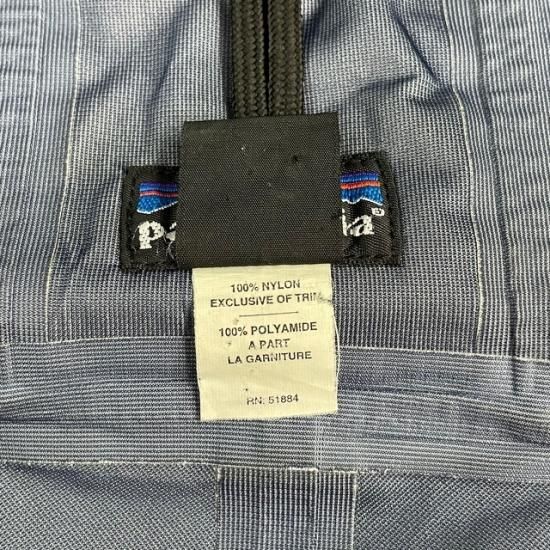 100% NYLON
EXCLUSIVE OF TRIM
100% POLYAMIDE
A PART
LA GARNITURE
RN: 51884